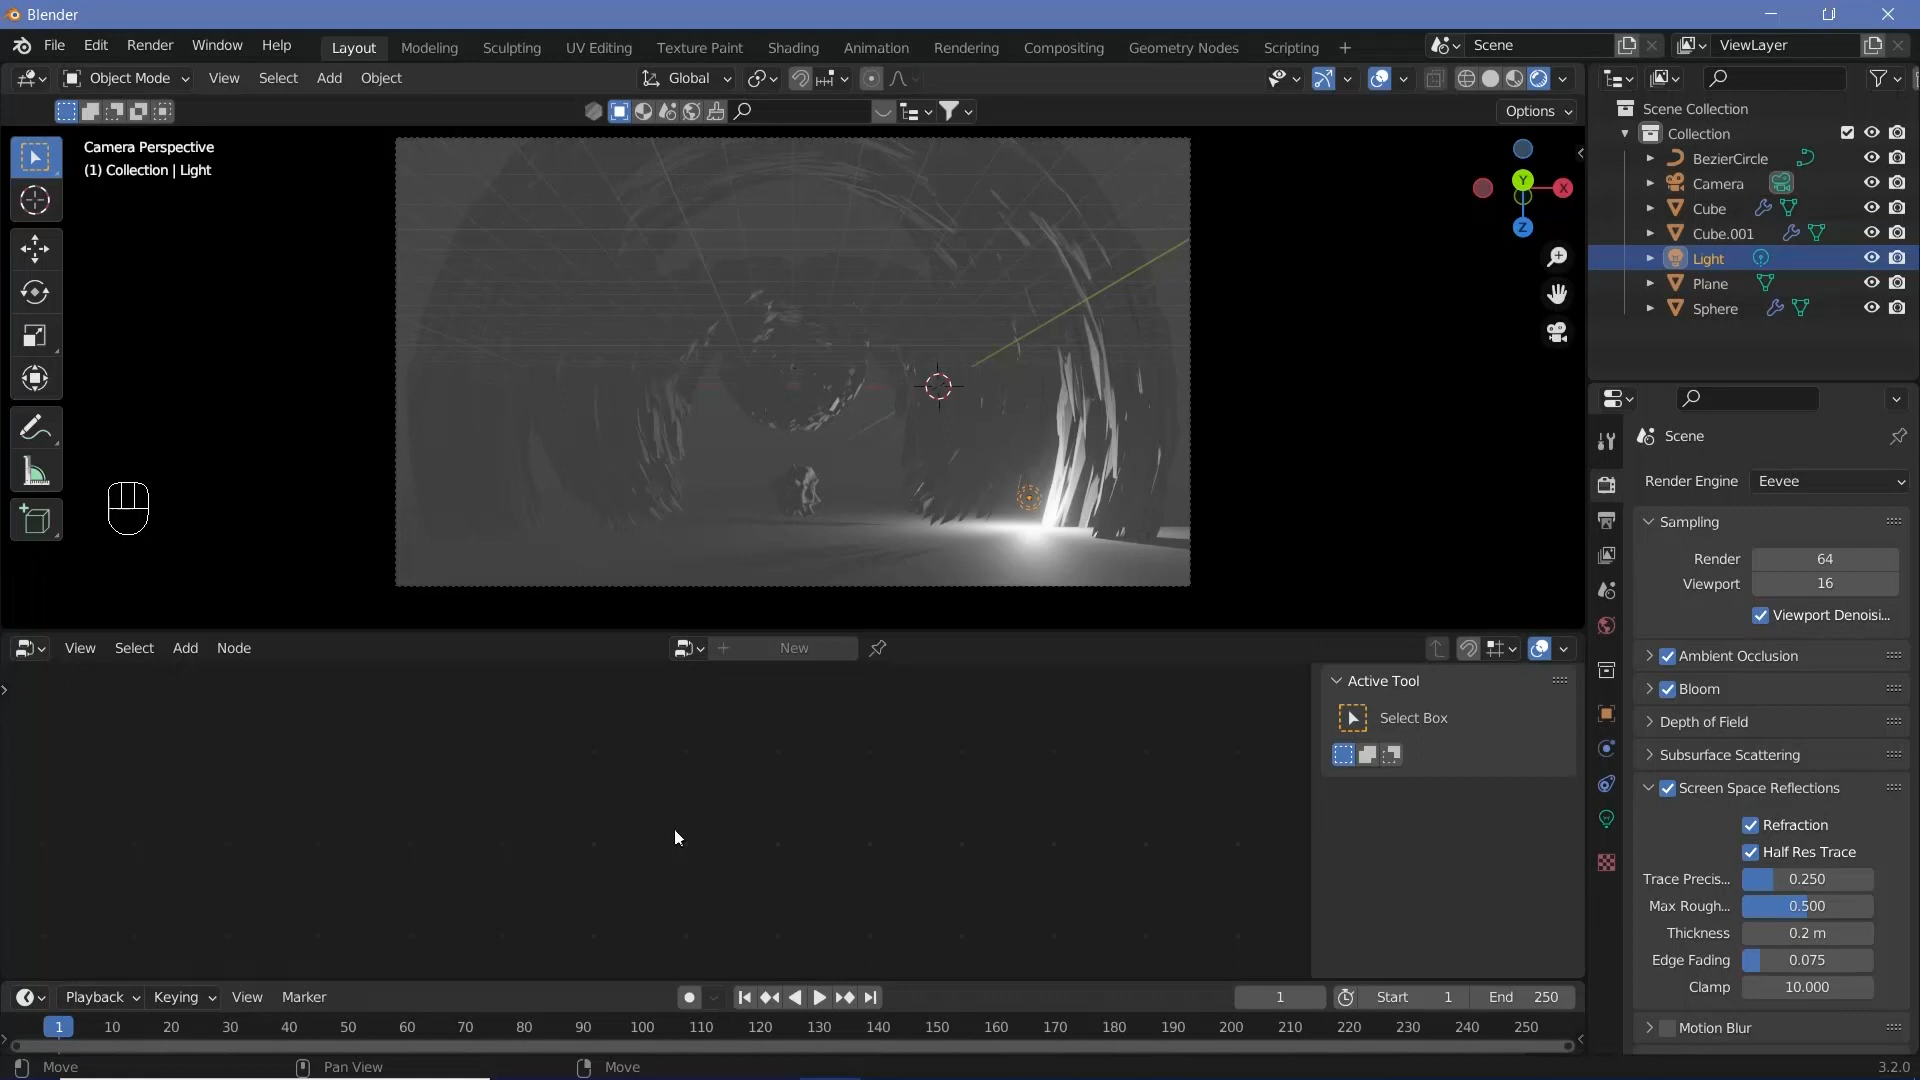 Blender
File Edit Render Window Help
Layout Modeling Sculpting UV Editing Texture Paint Shading Animation Rendering Compositing Geometry Nodes Scripting
Scene
ViewLayer
Object Mode View Select Add Object
Global
Options
Camera Perspective
(1) Collection | Light
Y
X
Z
Scene Collection
Collection
BezierCircle
Camera
Cube
Cube.001
Light
Plane
Sphere
Scene
Render Engine Eevee
Sampling
Render 64
Viewport 16
Viewport Denoisi...
Ambient Occlusion
Bloom
Depth of Field
Subsurface Scattering
Screen Space Reflections
Refraction
Half Res Trace
Trace Precis... 0.250
Max Rough... 0.500
Thickness 0.2 m
Edge Fading 0.075
Clamp 10.000
Motion Blur
View Select Add Node
New
Active Tool
Select Box
Playback Keying View Marker
1 Start 1 End 250
1 10 20 30 40 50 60 70 80 90 100 110 120 130 140 150 160 170 180 190 200 210 220 230 240 250
Move Pan View Move
3.2.0